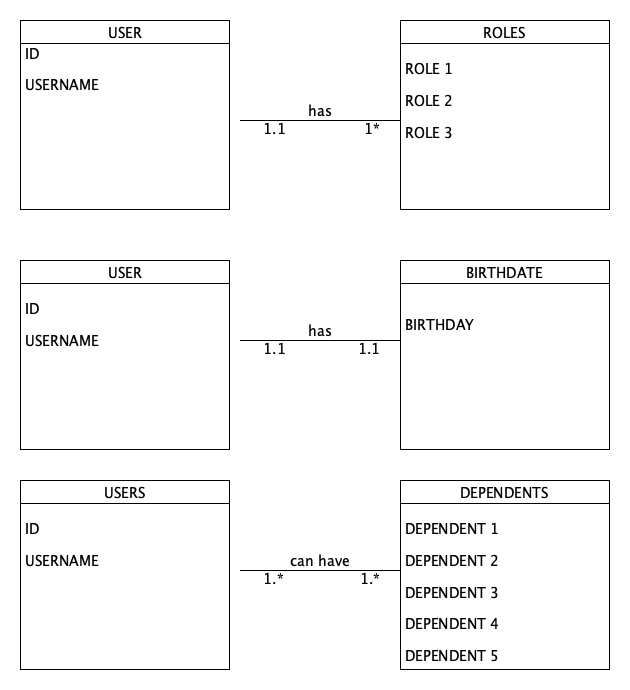 USER
ID
USERNAME
has
1.1
1*
ROLES
ROLE 1
ROLE 2
ROLE 3
USER
ID
USERNAME
has
1.1
1.1
BIRTHDATE
BIRTHDAY
USERS
ID
USERNAME
can have
1.*
1.*
DEPENDENTS
DEPENDENT 1
DEPENDENT 2
DEPENDENT 3
DEPENDENT 4
DEPENDENT 5